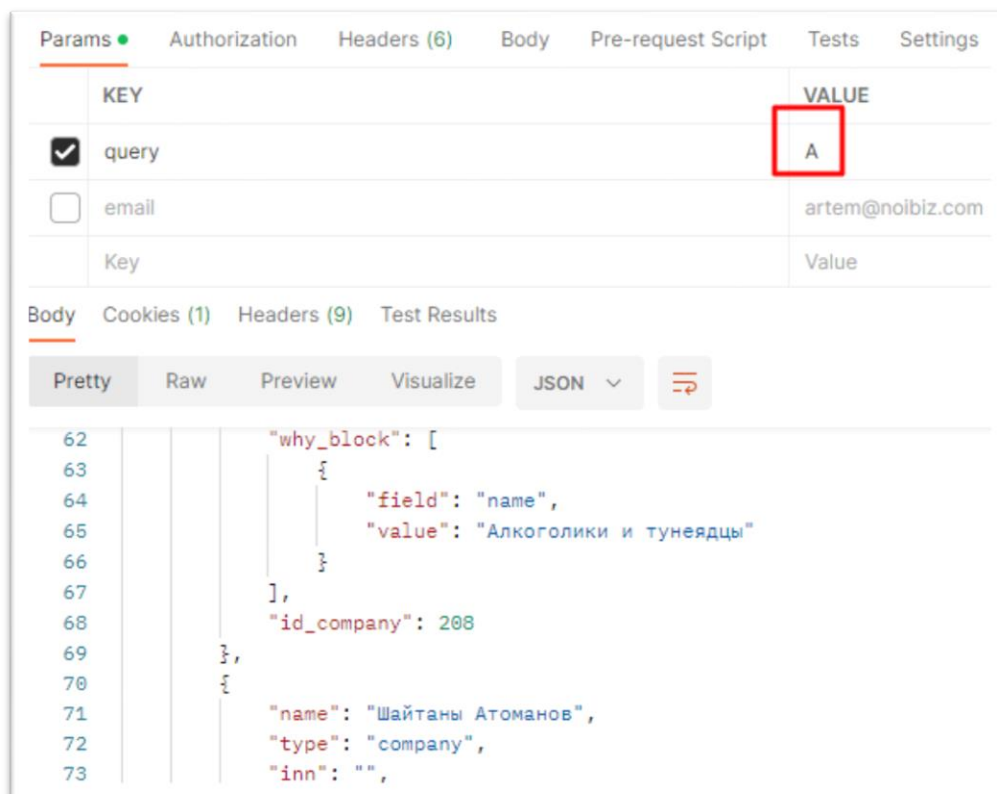 Params Authorization Headers (6) Body Pre-request Script Tests Settings
KEY VALUE
query A
email artem@noibiz.com
Key Value
Body Cookies (1) Headers (9) Test Results
Pretty Raw Preview Visualize JSON
62 "why_block": [
63 {
64 "field": "name",
65 "value": "Алкоголики и тунеядцы"
66 }
67 ],
68 "id_company": 208
69 },
70 {
71 "name": "Шайтаны Атоманов",
72 "type": "company",
73 "inn": "",